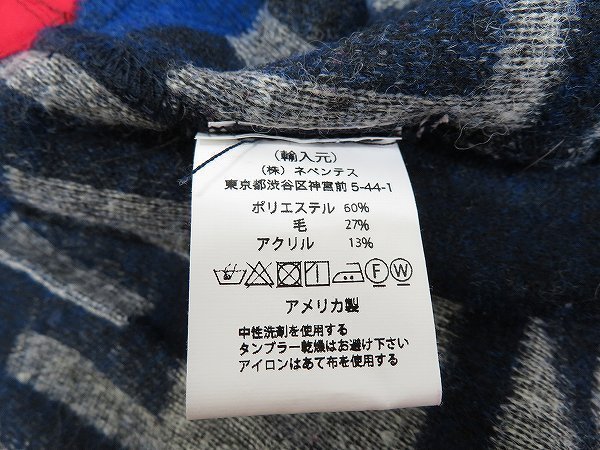 (輸入元)
(株) ネペンテス
東京都渋谷区神宮前 5-44-1
ポリエステル 60%
毛 27%
アクリル 13%
F W
アメリカ製
中性洗剤を使用する
タンブラー乾燥はお避け下さい
アイロンはあて布を使用する